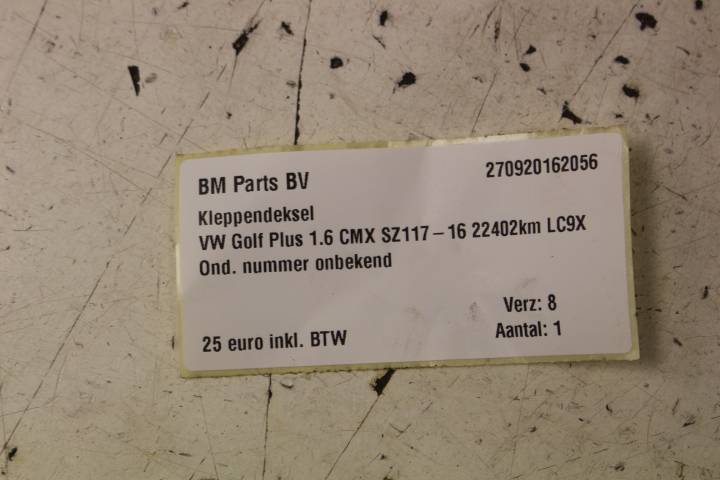 BM Parts BV 270920162056
Kleppendeksel
VW Golf Plus 1.6 CMX SZ117 – 16 22402km LC9X
Ond. nummer onbekend
Verz: 8
25 euro inkl. BTW Aantal: 1